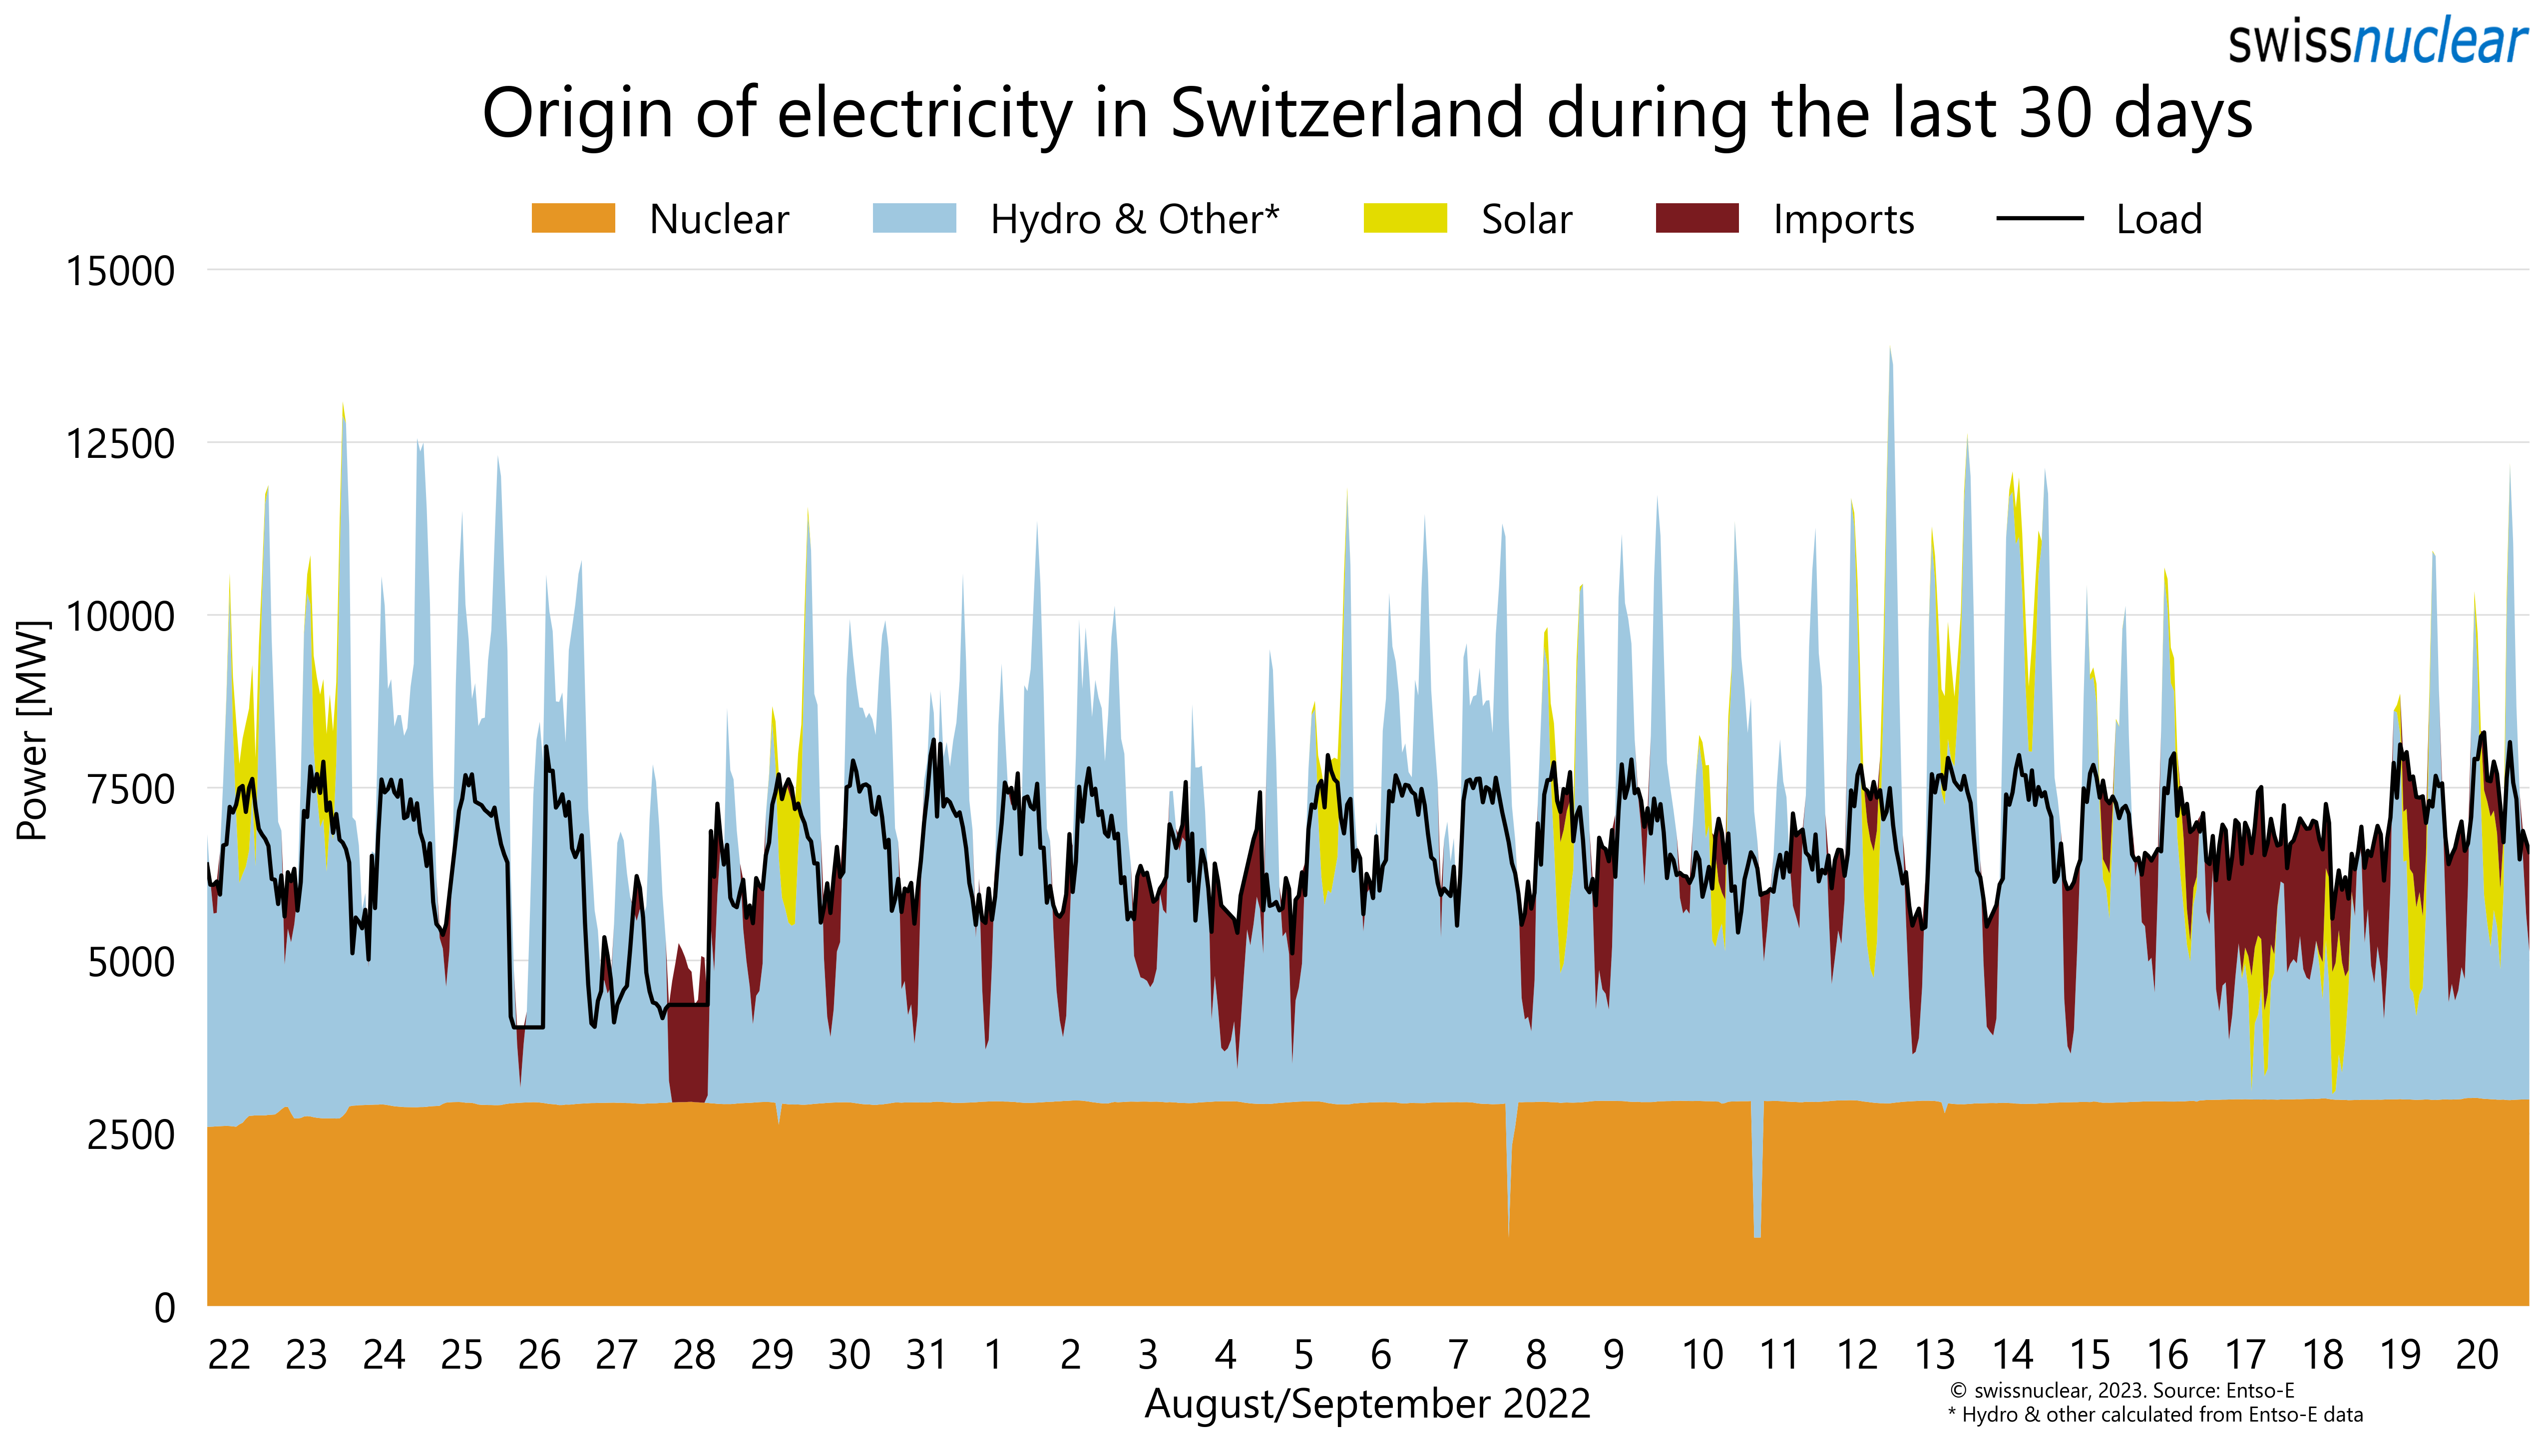 swissnuclear
Origin of electricity in Switzerland during the last 30 days
Nuclear Hydro & Other* Solar Imports Load
15000
12500
10000
7500
5000
2500
0
Power [MW]
22 23 24 25 26 27 28 29 30 31 1 2 3 4 5 6 7 8 9 10 11 12 13 14 15 16 17 18 19 20
August/September 2022
© swissnuclear, 2023. Source: Entso-E
* Hydro & other calculated from Entso-E data